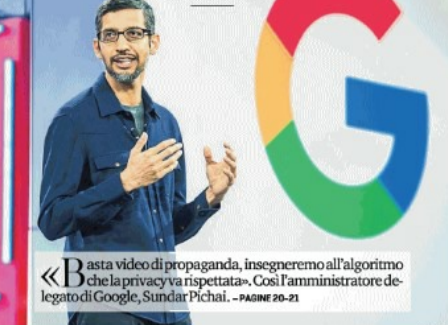 «Basta video di propaganda, insegneremo all'algoritmo
che la privacy va rispettata». Così l'amministratore de-
legato di Google, Sundar Pichai. – PAGINE 20-21